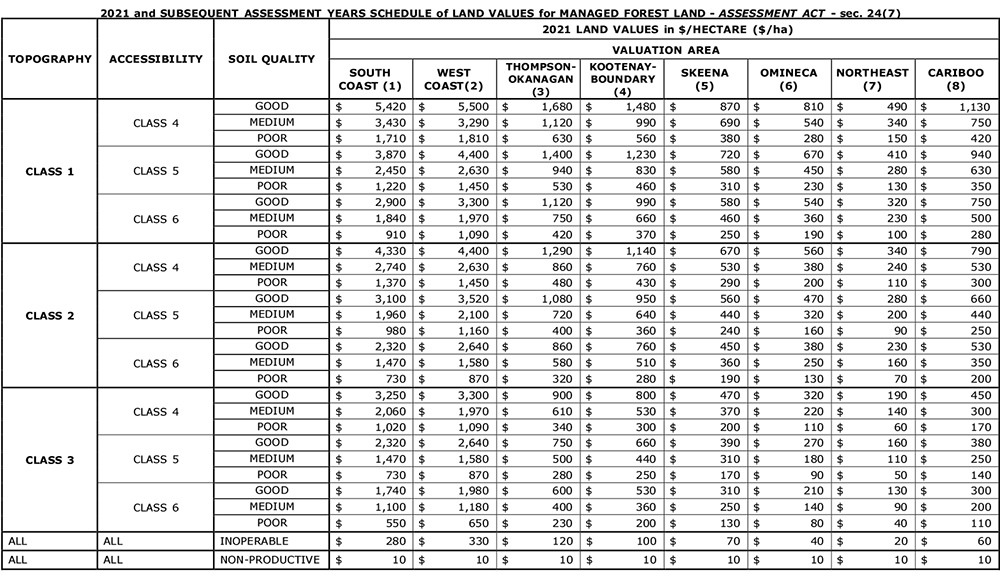 2021 and SUBSEQUENT ASSESSMENT YEARS SCHEDULE of LAND VALUES for MANAGED FOREST LAND - ASSESSMENT ACT - sec. 24(7)
2021 LAND VALUES in $/HECTARE ($/ha)
VALUATION AREA
TOPOGRAPHY ACCESSIBILITY SOIL QUALITY SOUTH COAST (1) WEST COAST(2) THOMPSON-OKANAGAN (3) KOOTENAY-BOUNDARY (4) SKEENA (5) OMINECA (6) NORTHEAST (7) CARIBOO (8)
CLASS 1
CLASS 4
GOOD $ 5,420 $ 5,500 $ 1,680 $ 1,480 $ 870 $ 810 $ 490 $ 1,130
MEDIUM $ 3,430 $ 3,290 $ 1,120 $ 990 $ 690 $ 540 $ 340 $ 750
POOR $ 1,710 $ 1,810 $ 630 $ 560 $ 380 $ 280 $ 150 $ 420
CLASS 5
GOOD $ 3,870 $ 4,400 $ 1,400 $ 1,230 $ 720 $ 670 $ 410 $ 940
MEDIUM $ 2,450 $ 2,630 $ 940 $ 830 $ 580 $ 450 $ 280 $ 630
POOR $ 1,220 $ 1,450 $ 530 $ 460 $ 310 $ 230 $ 130 $ 350
CLASS 6
GOOD $ 2,900 $ 3,300 $ 1,120 $ 990 $ 580 $ 540 $ 320 $ 750
MEDIUM $ 1,840 $ 1,970 $ 750 $ 660 $ 460 $ 360 $ 230 $ 500
POOR $ 910 $ 1,090 $ 420 $ 370 $ 250 $ 190 $ 100 $ 280
CLASS 2
CLASS 4
GOOD $ 4,330 $ 4,400 $ 1,290 $ 1,140 $ 670 $ 560 $ 340 $ 790
MEDIUM $ 2,740 $ 2,630 $ 860 $ 760 $ 530 $ 380 $ 240 $ 530
POOR $ 1,370 $ 1,450 $ 480 $ 430 $ 290 $ 200 $ 110 $ 300
CLASS 5
GOOD $ 3,100 $ 3,520 $ 1,080 $ 950 $ 560 $ 470 $ 280 $ 660
MEDIUM $ 1,960 $ 2,100 $ 720 $ 640 $ 440 $ 320 $ 200 $ 440
POOR $ 980 $ 1,160 $ 400 $ 360 $ 240 $ 160 $ 90 $ 250
CLASS 6
GOOD $ 2,320 $ 2,640 $ 860 $ 760 $ 450 $ 380 $ 230 $ 530
MEDIUM $ 1,470 $ 1,580 $ 580 $ 510 $ 360 $ 250 $ 160 $ 350
POOR $ 730 $ 870 $ 320 $ 280 $ 190 $ 130 $ 70 $ 200
CLASS 3
CLASS 4
GOOD $ 3,250 $ 3,300 $ 900 $ 800 $ 470 $ 320 $ 190 $ 450
MEDIUM $ 2,060 $ 1,970 $ 610 $ 530 $ 370 $ 220 $ 140 $ 300
POOR $ 1,020 $ 1,090 $ 340 $ 300 $ 200 $ 110 $ 60 $ 170
CLASS 5
GOOD $ 2,320 $ 2,640 $ 750 $ 660 $ 390 $ 270 $ 160 $ 380
MEDIUM $ 1,470 $ 1,580 $ 500 $ 440 $ 310 $ 180 $ 110 $ 250
POOR $ 730 $ 870 $ 280 $ 250 $ 170 $ 90 $ 50 $ 140
CLASS 6
GOOD $ 1,740 $ 1,980 $ 600 $ 530 $ 310 $ 210 $ 130 $ 300
MEDIUM $ 1,100 $ 1,180 $ 400 $ 360 $ 250 $ 140 $ 90 $ 200
POOR $ 550 $ 650 $ 230 $ 200 $ 130 $ 80 $ 40 $ 110
ALL ALL INOPERABLE $ 280 $ 330 $ 120 $ 100 $ 70 $ 40 $ 20 $ 60
ALL ALL NON-PRODUCTIVE $ 10 $ 10 $ 10 $ 10 $ 10 $ 10 $ 10 $ 10